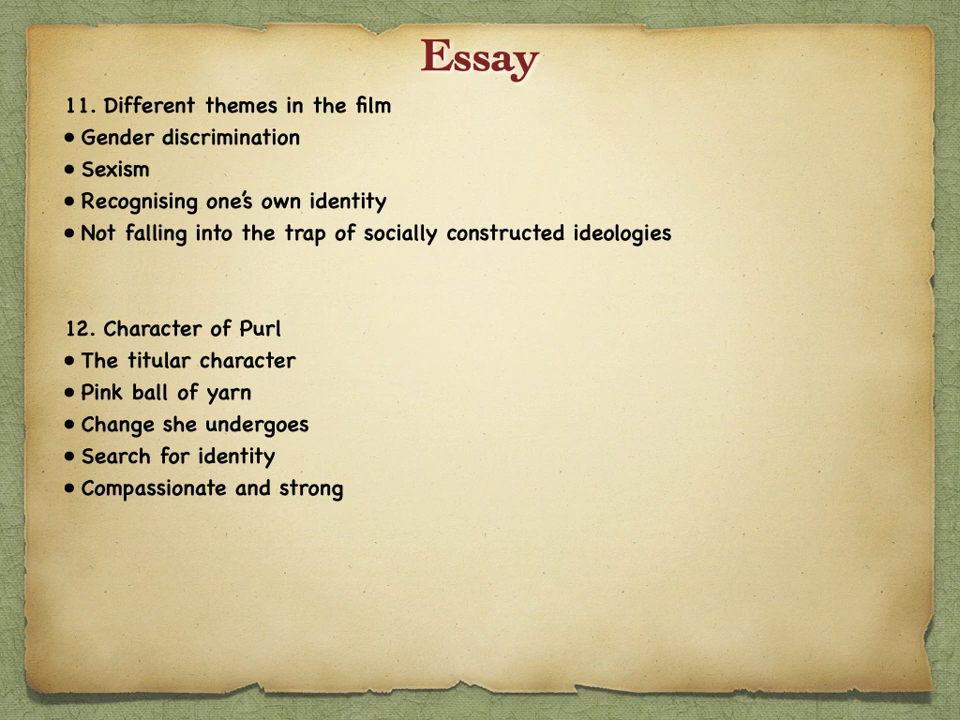 Essay
11. Different themes in the film
• Gender discrimination
• Sexism
• Recognising one's own identity
• Not falling into the trap of socially constructed ideologies
12. Character of Purl
• The titular character
• Pink ball of yarn
• Change she undergoes
• Search for identity
• Compassionate and strong